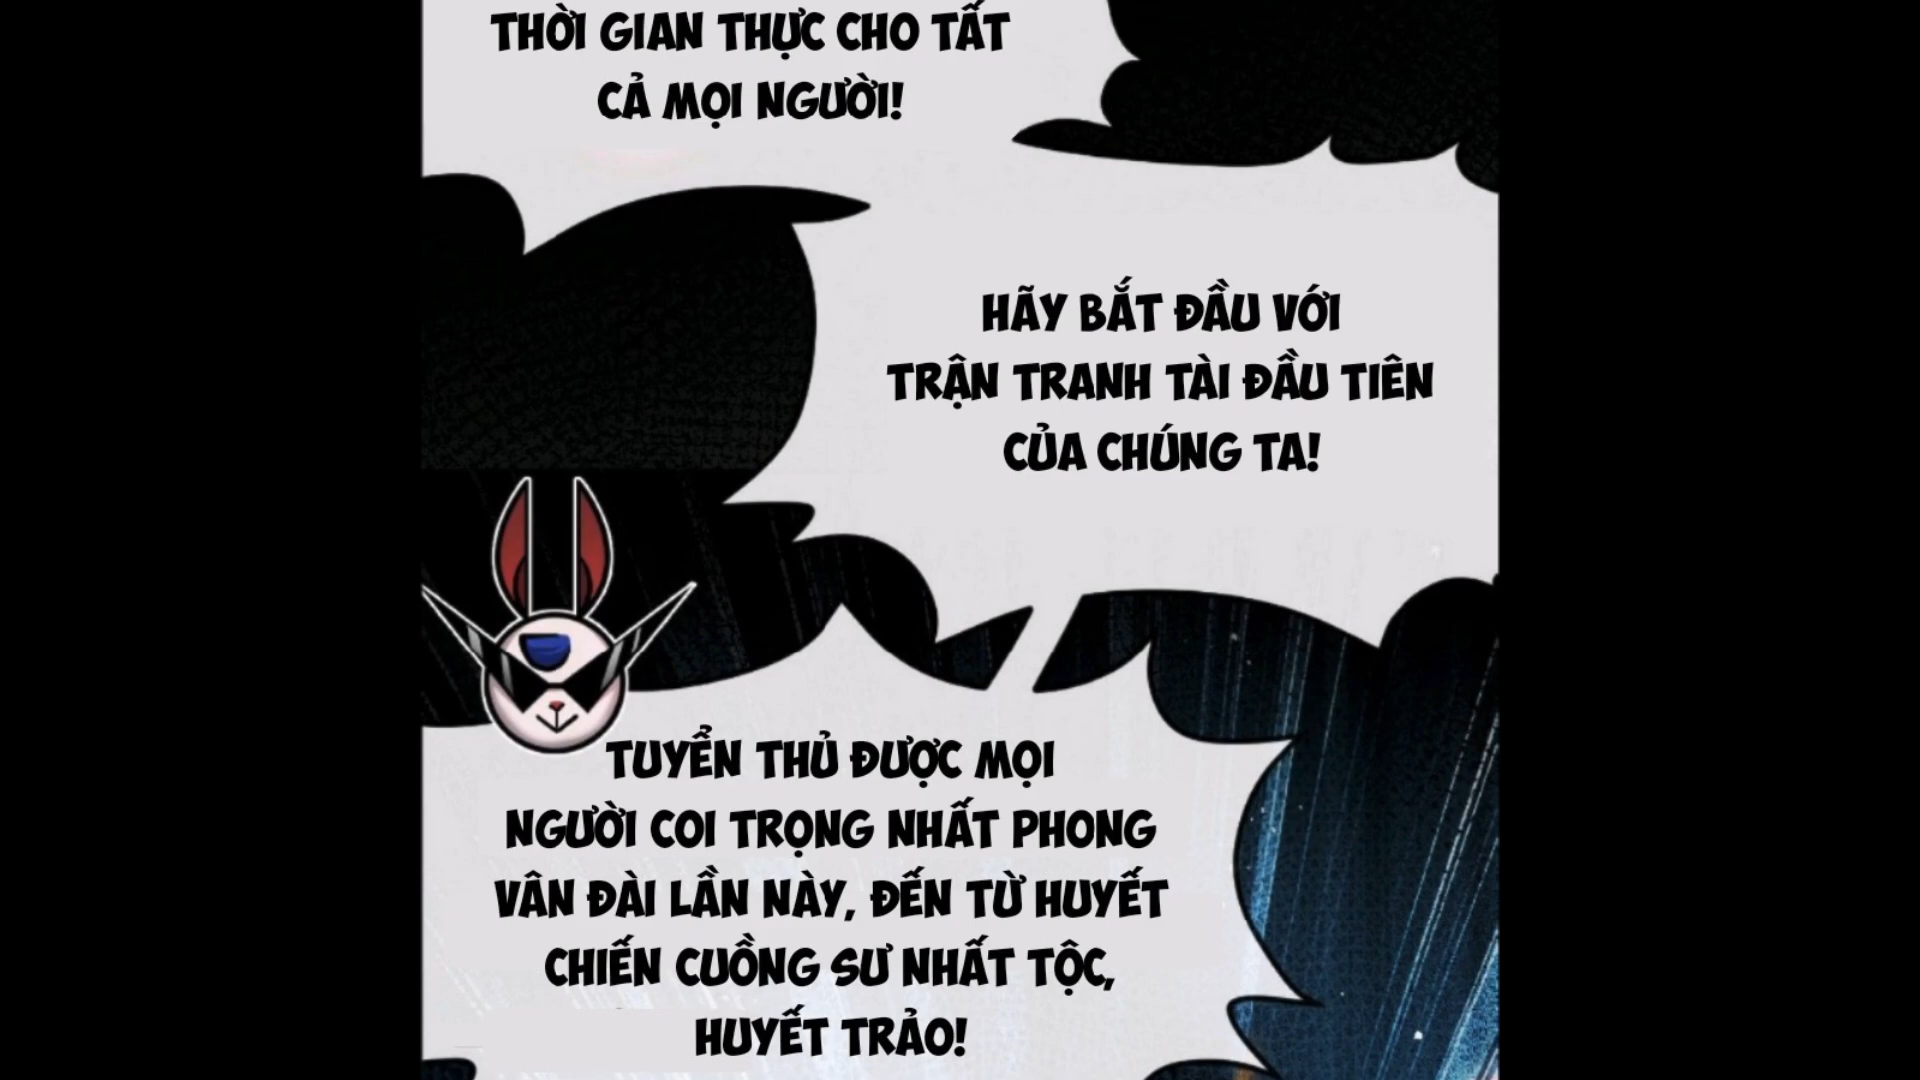 THỜI GIAN THỰC CHO TẤT
CẢ MỌI NGƯỜI!
HÃY BẮT ĐẦU VỚI
TRẬN TRANH TÀI ĐẦU TIÊN
CỦA CHÚNG TA!
TUYỂN THỦ ĐƯỢC MỌI
NGƯỜI COI TRỌNG NHẤT PHONG
VÂN ĐÀI LẦN NÀY, ĐẾN TỪ HUYẾT
CHIẾN CUỒNG SƯ NHẤT TỘC,
HUYẾT TRẢO!